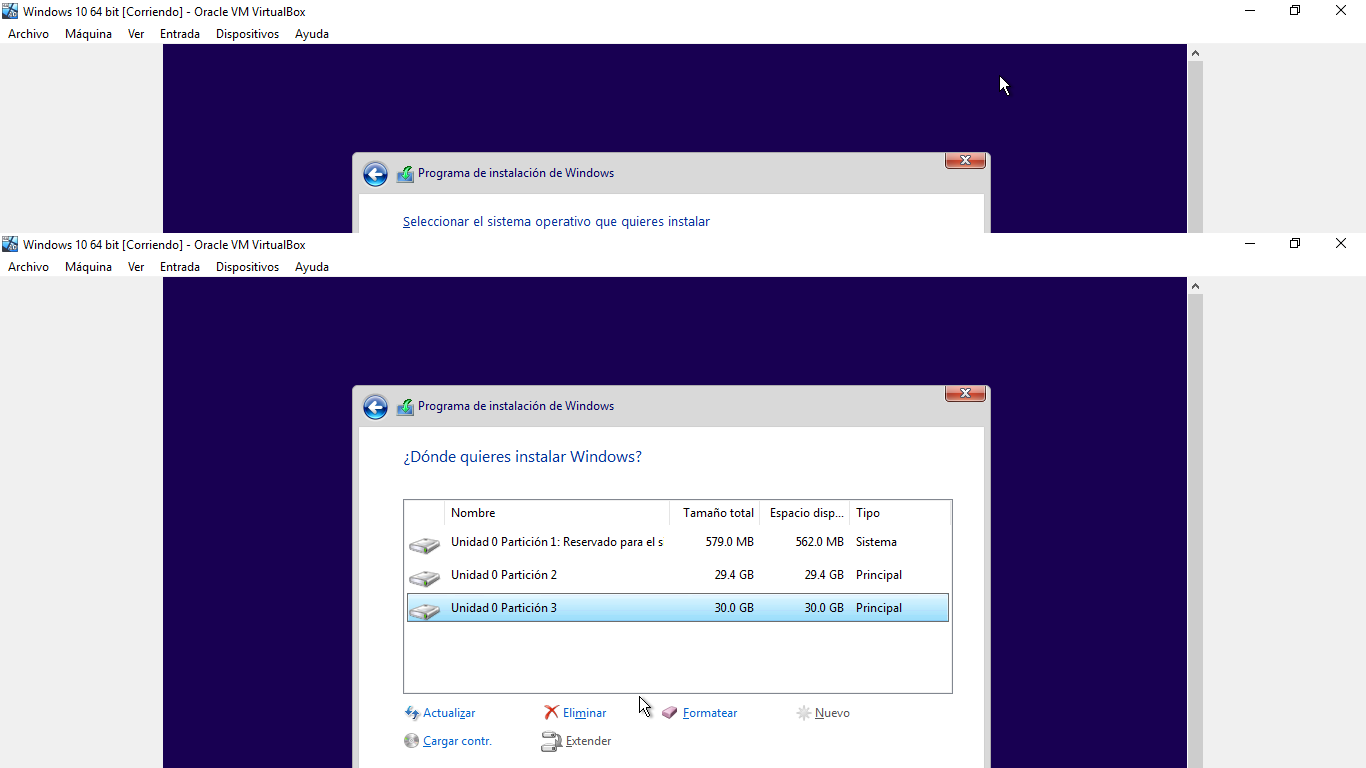 Windows 10 64 bit [Corriendo] - Oracle VM VirtualBox
Archivo Máquina Ver Entrada Dispositivos Ayuda
Programa de instalación de Windows
Seleccionar el sistema operativo que quieres instalar
Windows 10 64 bit [Corriendo] - Oracle VM VirtualBox
Archivo Máquina Ver Entrada Dispositivos Ayuda
Programa de instalación de Windows
¿Dónde quieres instalar Windows?
Nombre Tamaño total Espacio disp... Tipo
Unidad 0 Partición 1: Reservado para el s 579.0 MB 562.0 MB Sistema
Unidad 0 Partición 2 29.4 GB 29.4 GB Principal
Unidad 0 Partición 3 30.0 GB 30.0 GB Principal
Actualizar Eliminar Formatear Nuevo
Cargar contr. Extender